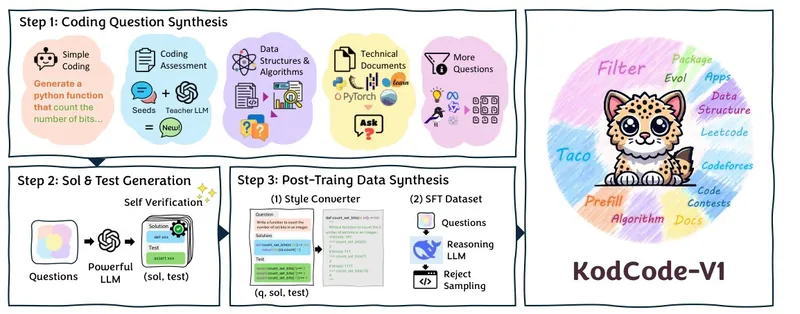 Step 1: Coding Question Synthesis
Simple
Coding
Generate a
python function
that count the
number of bits...
Coding
Assessment
+
Seeds
Teacher LLM
=
New!
Data
Structures &
Algorithms
Technical
Documents
learn
PyTorch
Ask
?
More
Questions
Step 2: Sol & Test Generation
Self Verification
Solution
def xxx
Test
assert xxx
Questions
Powerful
LLM
(sol, test)
Step 3: Post-Traing Data Synthesis
(1) Style Converter
Question
Write a function to count the
number of set bits in an integer.
Solution
Test
(q, sol, test)
(2) SFT Dataset
Questions
Reasoning
LLM
Reject
Sampling
Filter
Package
Evol
Apps
Data
Structure
Leetcode
Codeforces
Code
Contests
Docs
Algorithm
Prefill
Taco
KodCode-V1